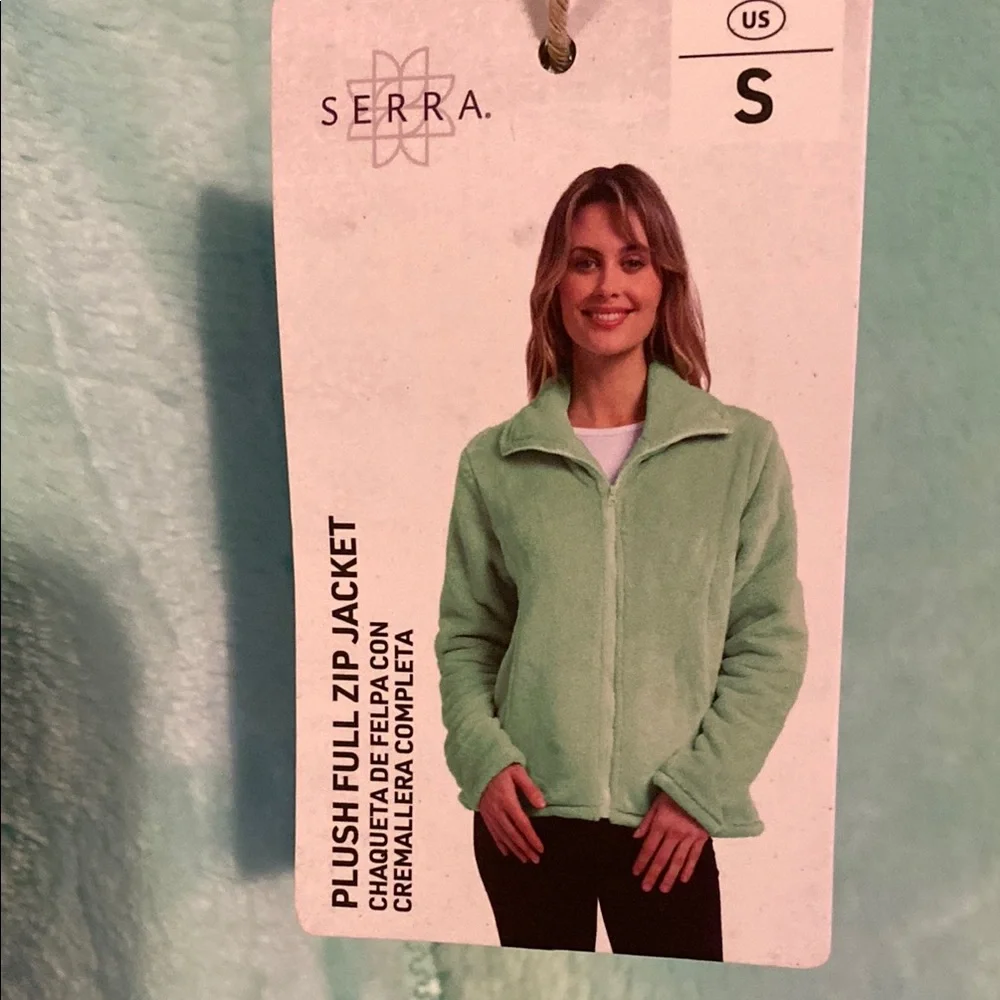 US
S
SERRA.
PLUSH FULL ZIP JACKET
CHAQUETA DE FELPA CON
CREMALLERA COMPLETA